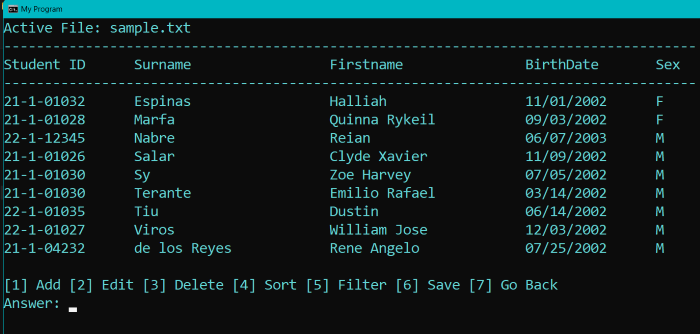 My Program
Active File: sample.txt
--------------------------------------------------------------------------------------
Student ID      Surname                 Firstname               BirthDate       Sex
--------------------------------------------------------------------------------------
21-1-01032      Espinas                 Halliah                 11/01/2002      F
21-1-01028      Marfa                   Quinna Rykeil           09/03/2002      F
22-1-12345      Nabre                   Reian                   06/07/2003      M
21-1-01026      Salar                   Clyde Xavier            11/09/2002      M
21-1-01030      Sy                      Zoe Harvey              07/05/2002      M
21-1-01030      Terante                 Emilio Rafael           03/14/2002      M
22-1-01035      Tiu                     Dustin                  06/14/2002      M
22-1-01027      Viros                   William Jose            12/03/2002      M
21-1-04232      de los Reyes            Rene Angelo             07/25/2002      M
[1] Add [2] Edit [3] Delete [4] Sort [5] Filter [6] Save [7] Go Back
Answer: